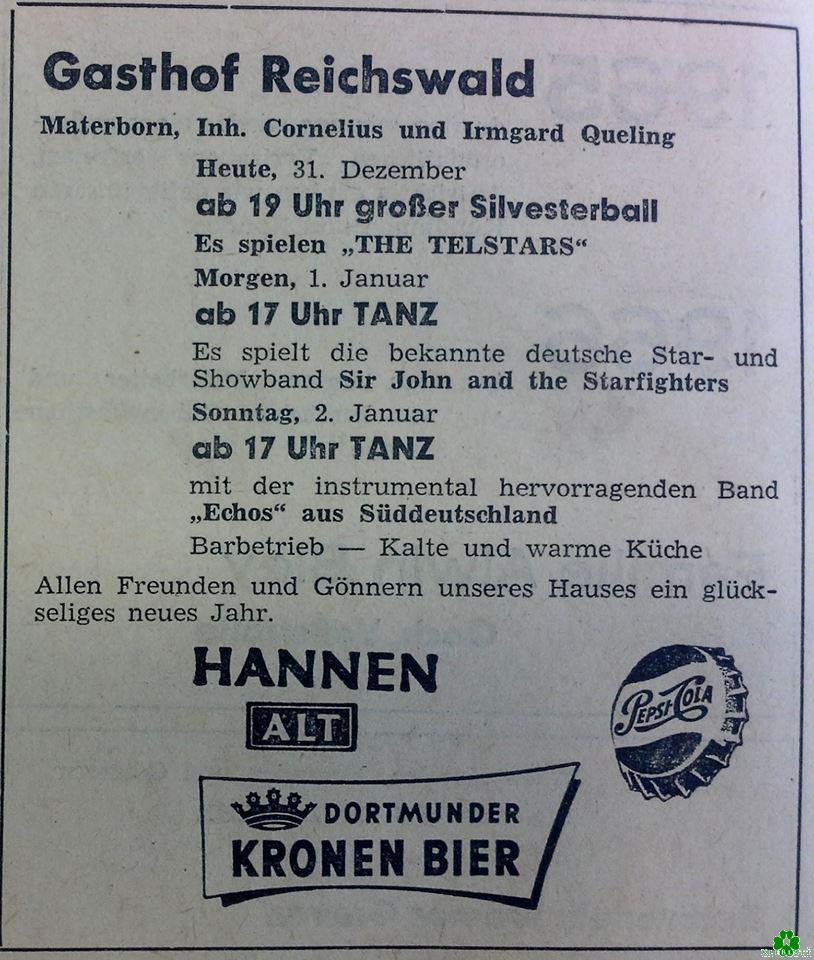 Gasthof Reichswald
Materborn, Inh. Cornelius und Irmgard Queling
Heute, 31. Dezember
ab 19 Uhr großer Silvesterball
Es spielen „THE TELSTARS“
Morgen, 1. Januar
ab 17 Uhr TANZ
Es spielt die bekannte deutsche Star- und
Showband Sir John and the Starfighters
Sonntag, 2. Januar
ab 17 Uhr TANZ
mit der instrumental hervorragenden Band
„Echos“ aus Süddeutschland
Barbetrieb — Kalte und warme Küche
Allen Freunden und Gönnern unseres Hauses ein glück-
seliges neues Jahr.
HANNEN
ALT
PEPSI-COLA
DORTMUNDER
KRONEN BIER